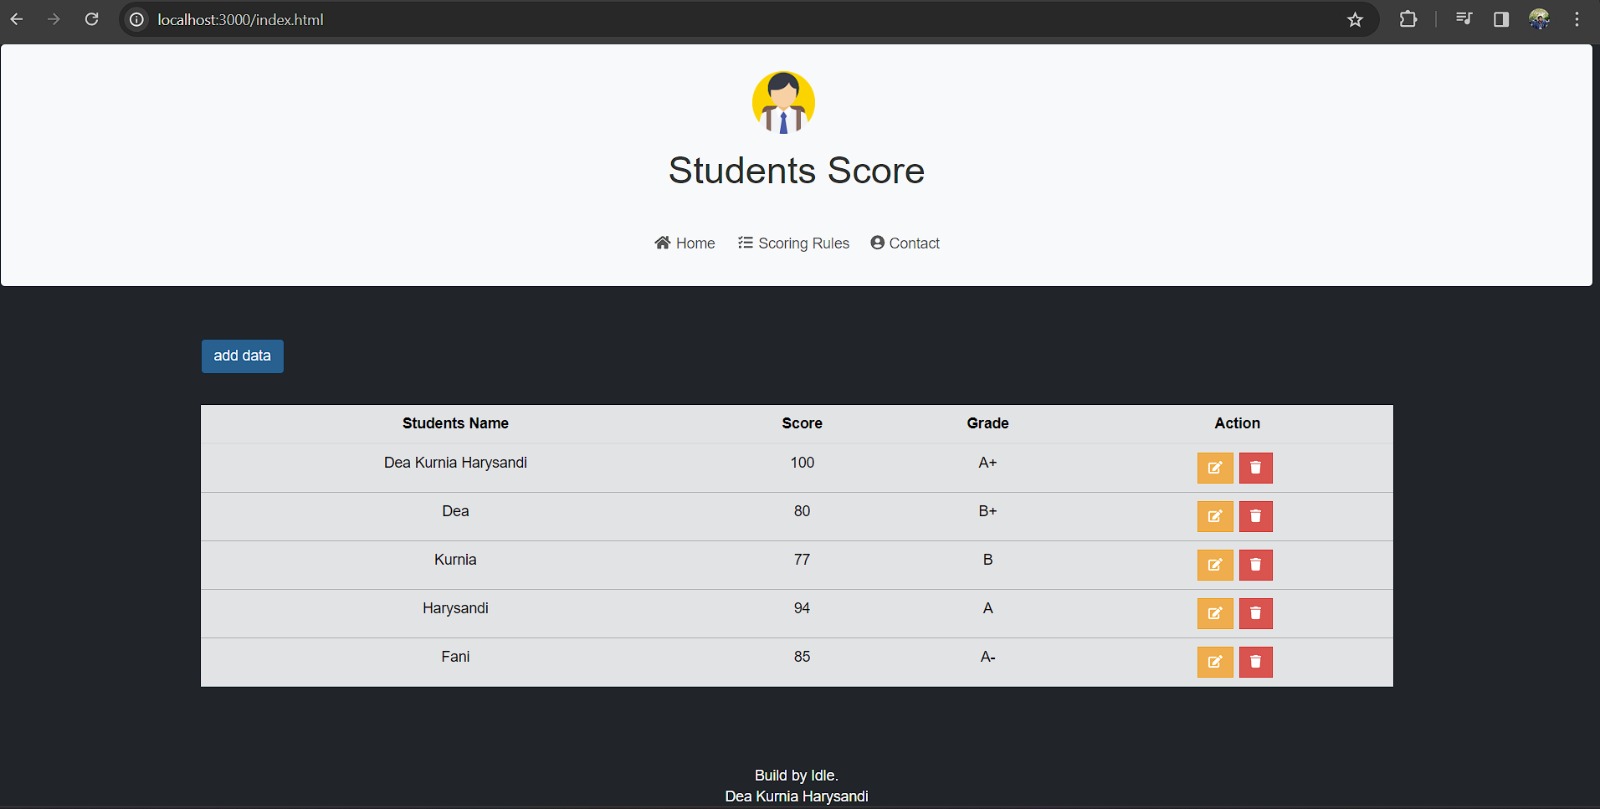 localhost:3000/index.html
Students Score
Home Scoring Rules Contact
add data
Students Name Score Grade Action
Dea Kurnia Harysandi 100 A+
Dea 80 B+
Kurnia 77 B
Harysandi 94 A
Fani 85 A-
Build by Idle.
Dea Kurnia Harysandi